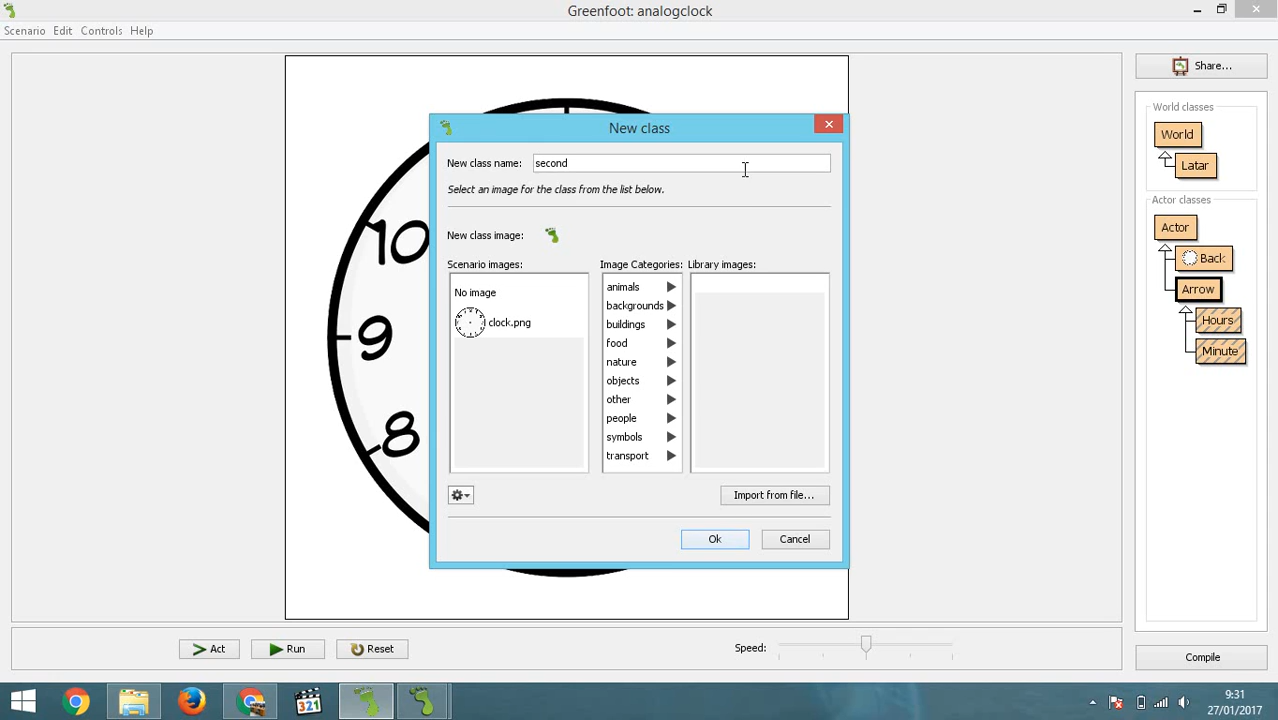 Greenfoot: analogclock
Scenario Edit Controls Help
Share...
World classes
World
Latar
Actor classes
Actor
Back
Arrow
Hours
Minute
10
9
8
New class
New class name: second
Select an image for the class from the list below.
New class image:
Scenario images: Image Categories: Library images:
No image
clock.png
animals
backgrounds
buildings
food
nature
objects
other
people
symbols
transport
Import from file...
Ok Cancel
Act Run Reset Speed:
Compile
321
9:31
27/01/2017